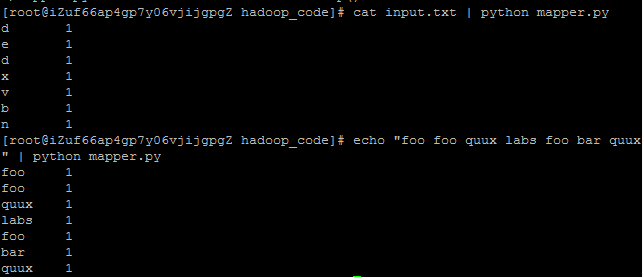 [root@iZuf66ap4gp7y06vjijgpgZ hadoop_code]# cat input.txt | python mapper.py
d 1
e 1
d 1
x 1
v 1
b 1
n 1
[root@iZuf66ap4gp7y06vjijgpgZ hadoop_code]# echo "foo foo quux labs foo bar quux
" | python mapper.py
foo 1
foo 1
quux 1
labs 1
foo 1
bar 1
quux 1